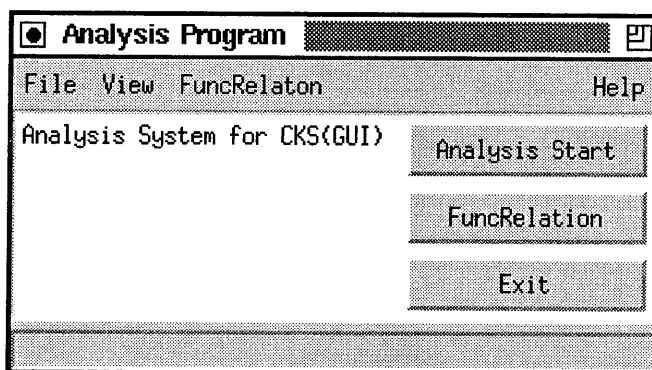 Analysis Program
File View FuncRelaton Help
Analysis System for CKS(GUI)
Analysis Start
FuncRelation
Exit